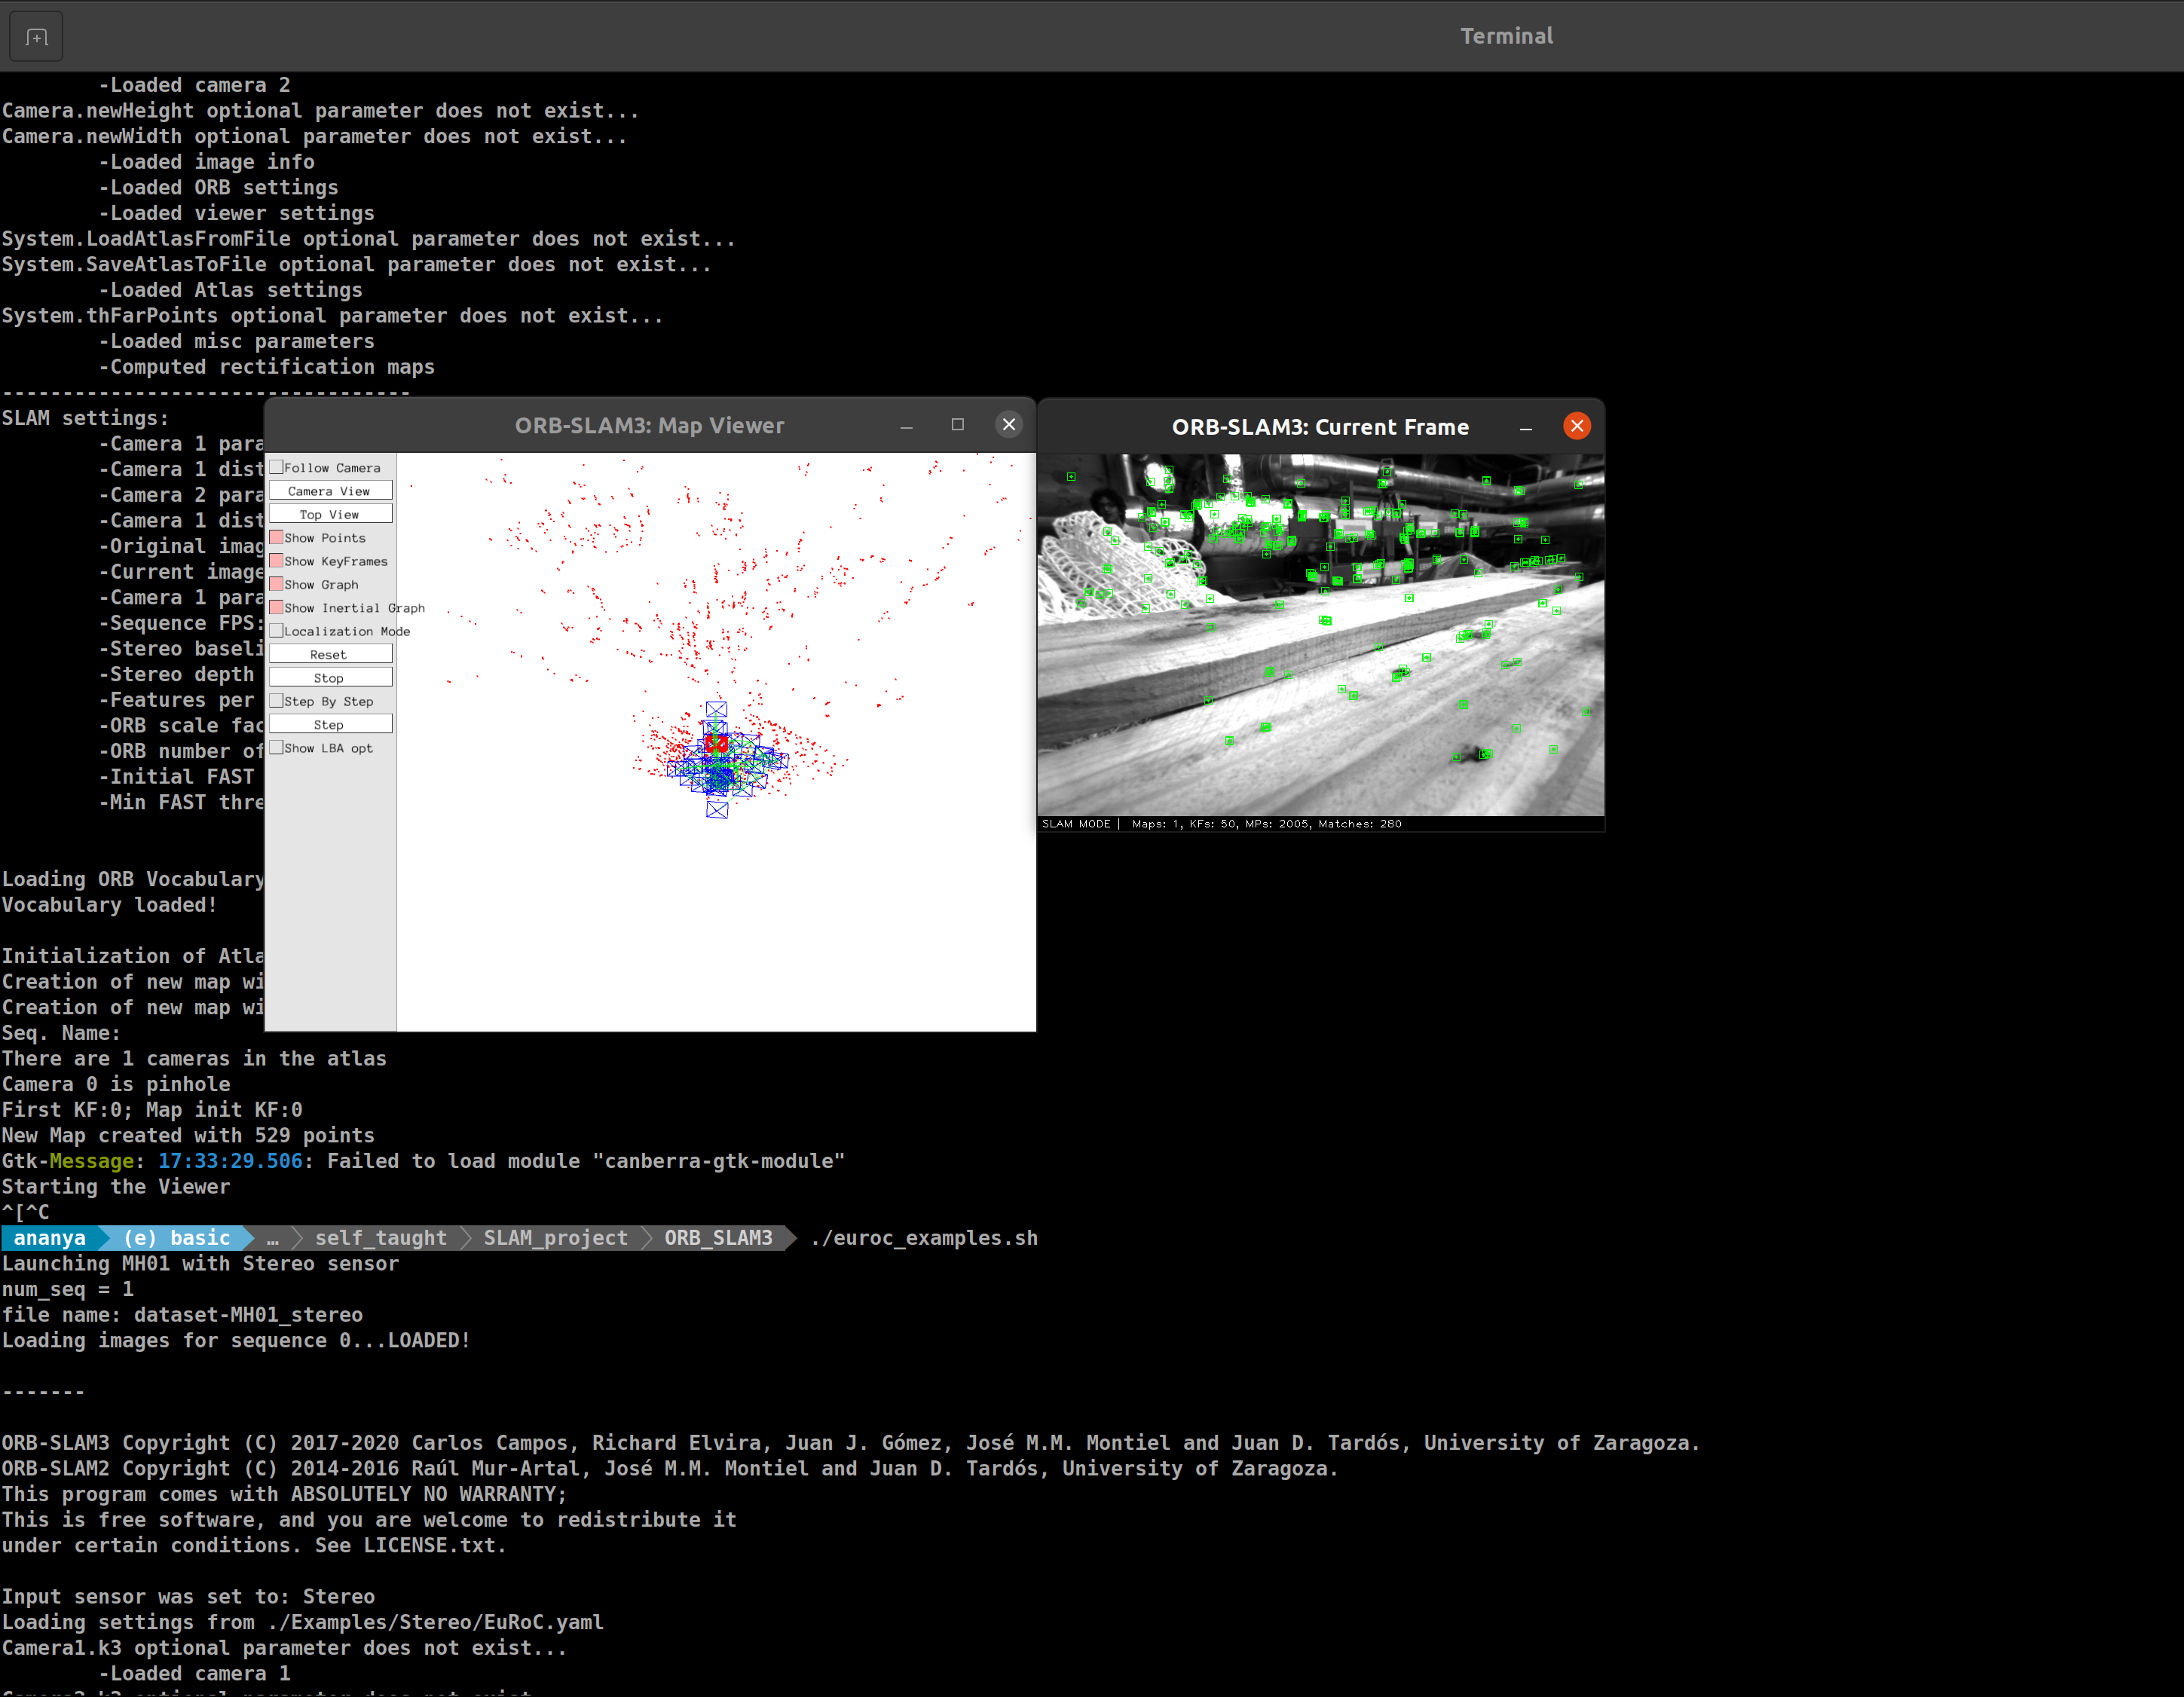 Terminal
-Loaded camera 2
Camera.newHeight optional parameter does not exist...
Camera.newWidth optional parameter does not exist...
-Loaded image info
-Loaded ORB settings
-Loaded viewer settings
System.LoadAtlasFromFile optional parameter does not exist...
System.SaveAtlasToFile optional parameter does not exist...
-Loaded Atlas settings
System.thFarPoints optional parameter does not exist...
-Loaded misc parameters
-Computed rectification maps
----------------------------------
SLAM settings:
-Camera 1 para
-Camera 1 dist
-Camera 2 para
-Camera 1 dist
-Original imag
-Current image
-Camera 1 para
-Sequence FPS:
-Stereo baseli
-Stereo depth
-Features per
-ORB scale fac
-ORB number of
-Initial FAST
-Min FAST thre
Loading ORB Vocabulary
Vocabulary loaded!
Initialization of Atla
Creation of new map wi
Creation of new map wi
Seq. Name:
There are 1 cameras in the atlas
Camera 0 is pinhole
First KF:0; Map init KF:0
New Map created with 529 points
Gtk-Message: 17:33:29.506: Failed to load module "canberra-gtk-module"
Starting the Viewer
^[^C
ananya (e) basic … self_taught SLAM_project ORB_SLAM3 ./euroc_examples.sh
Launching MH01 with Stereo sensor
num_seq = 1
file name: dataset-MH01_stereo
Loading images for sequence 0...LOADED!
-------
ORB-SLAM3 Copyright (C) 2017-2020 Carlos Campos, Richard Elvira, Juan J. Gómez, José M.M. Montiel and Juan D. Tardós, University of Zaragoza.
ORB-SLAM2 Copyright (C) 2014-2016 Raúl Mur-Artal, José M.M. Montiel and Juan D. Tardós, University of Zaragoza.
This program comes with ABSOLUTELY NO WARRANTY;
This is free software, and you are welcome to redistribute it
under certain conditions. See LICENSE.txt.
Input sensor was set to: Stereo
Loading settings from ./Examples/Stereo/EuRoC.yaml
Camera1.k3 optional parameter does not exist...
-Loaded camera 1
ORB-SLAM3: Map Viewer
Follow Camera
Camera View
Top View
Show Points
Show KeyFrames
Show Graph
Show Inertial Graph
Localization Mode
Reset
Stop
Step By Step
Step
Show LBA opt
ORB-SLAM3: Current Frame
SLAM MODE | Maps: 1, KFs: 50, MPs: 2005, Matches: 280